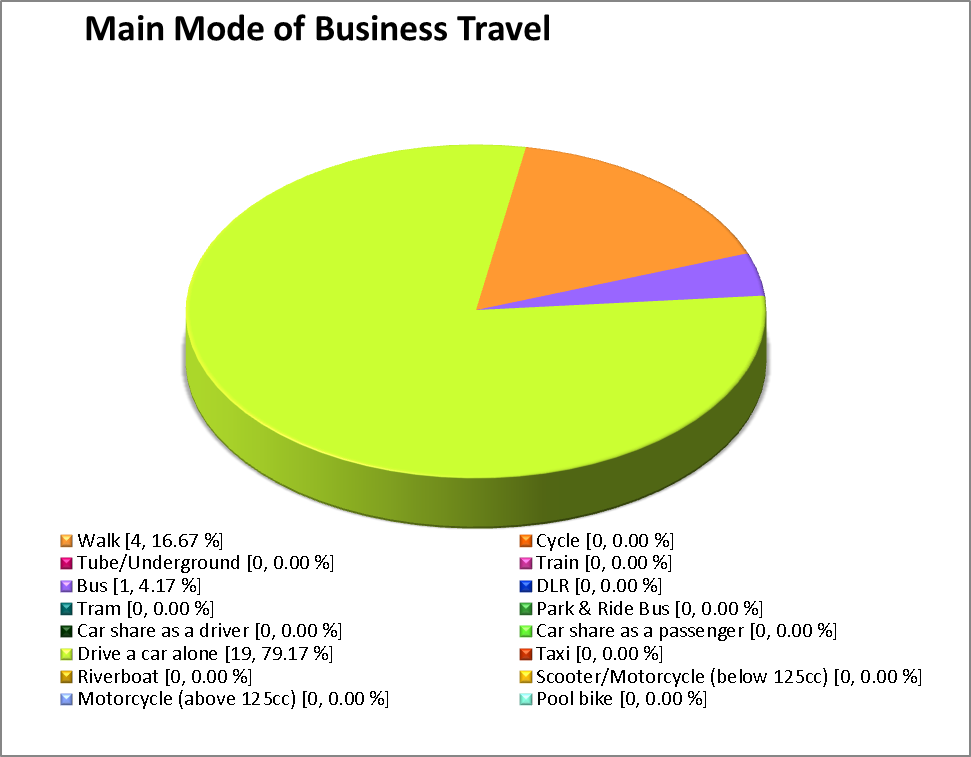 Main Mode of Business Travel
Walk [4, 16.67 %]
Cycle [0, 0.00 %]
Tube/Underground [0, 0.00 %]
Train [0, 0.00 %]
Bus [1, 4.17 %]
DLR [0, 0.00 %]
Tram [0, 0.00 %]
Park & Ride Bus [0, 0.00 %]
Car share as a driver [0, 0.00 %]
Car share as a passenger [0, 0.00 %]
Drive a car alone [19, 79.17 %]
Taxi [0, 0.00 %]
Riverboat [0, 0.00 %]
Scooter/Motorcycle (below 125cc) [0, 0.00 %]
Motorcycle (above 125cc) [0, 0.00 %]
Pool bike [0, 0.00 %]